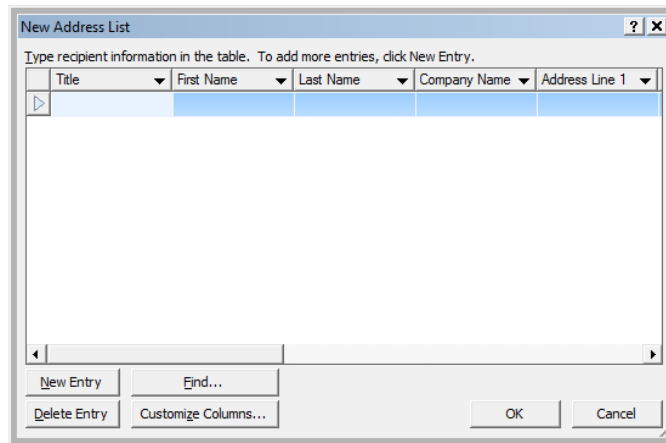 New Address List
Type recipient information in the table. To add more entries, click New Entry.
Title First Name Last Name Company Name Address Line 1
New Entry Find...
Delete Entry Customize Columns... OK Cancel